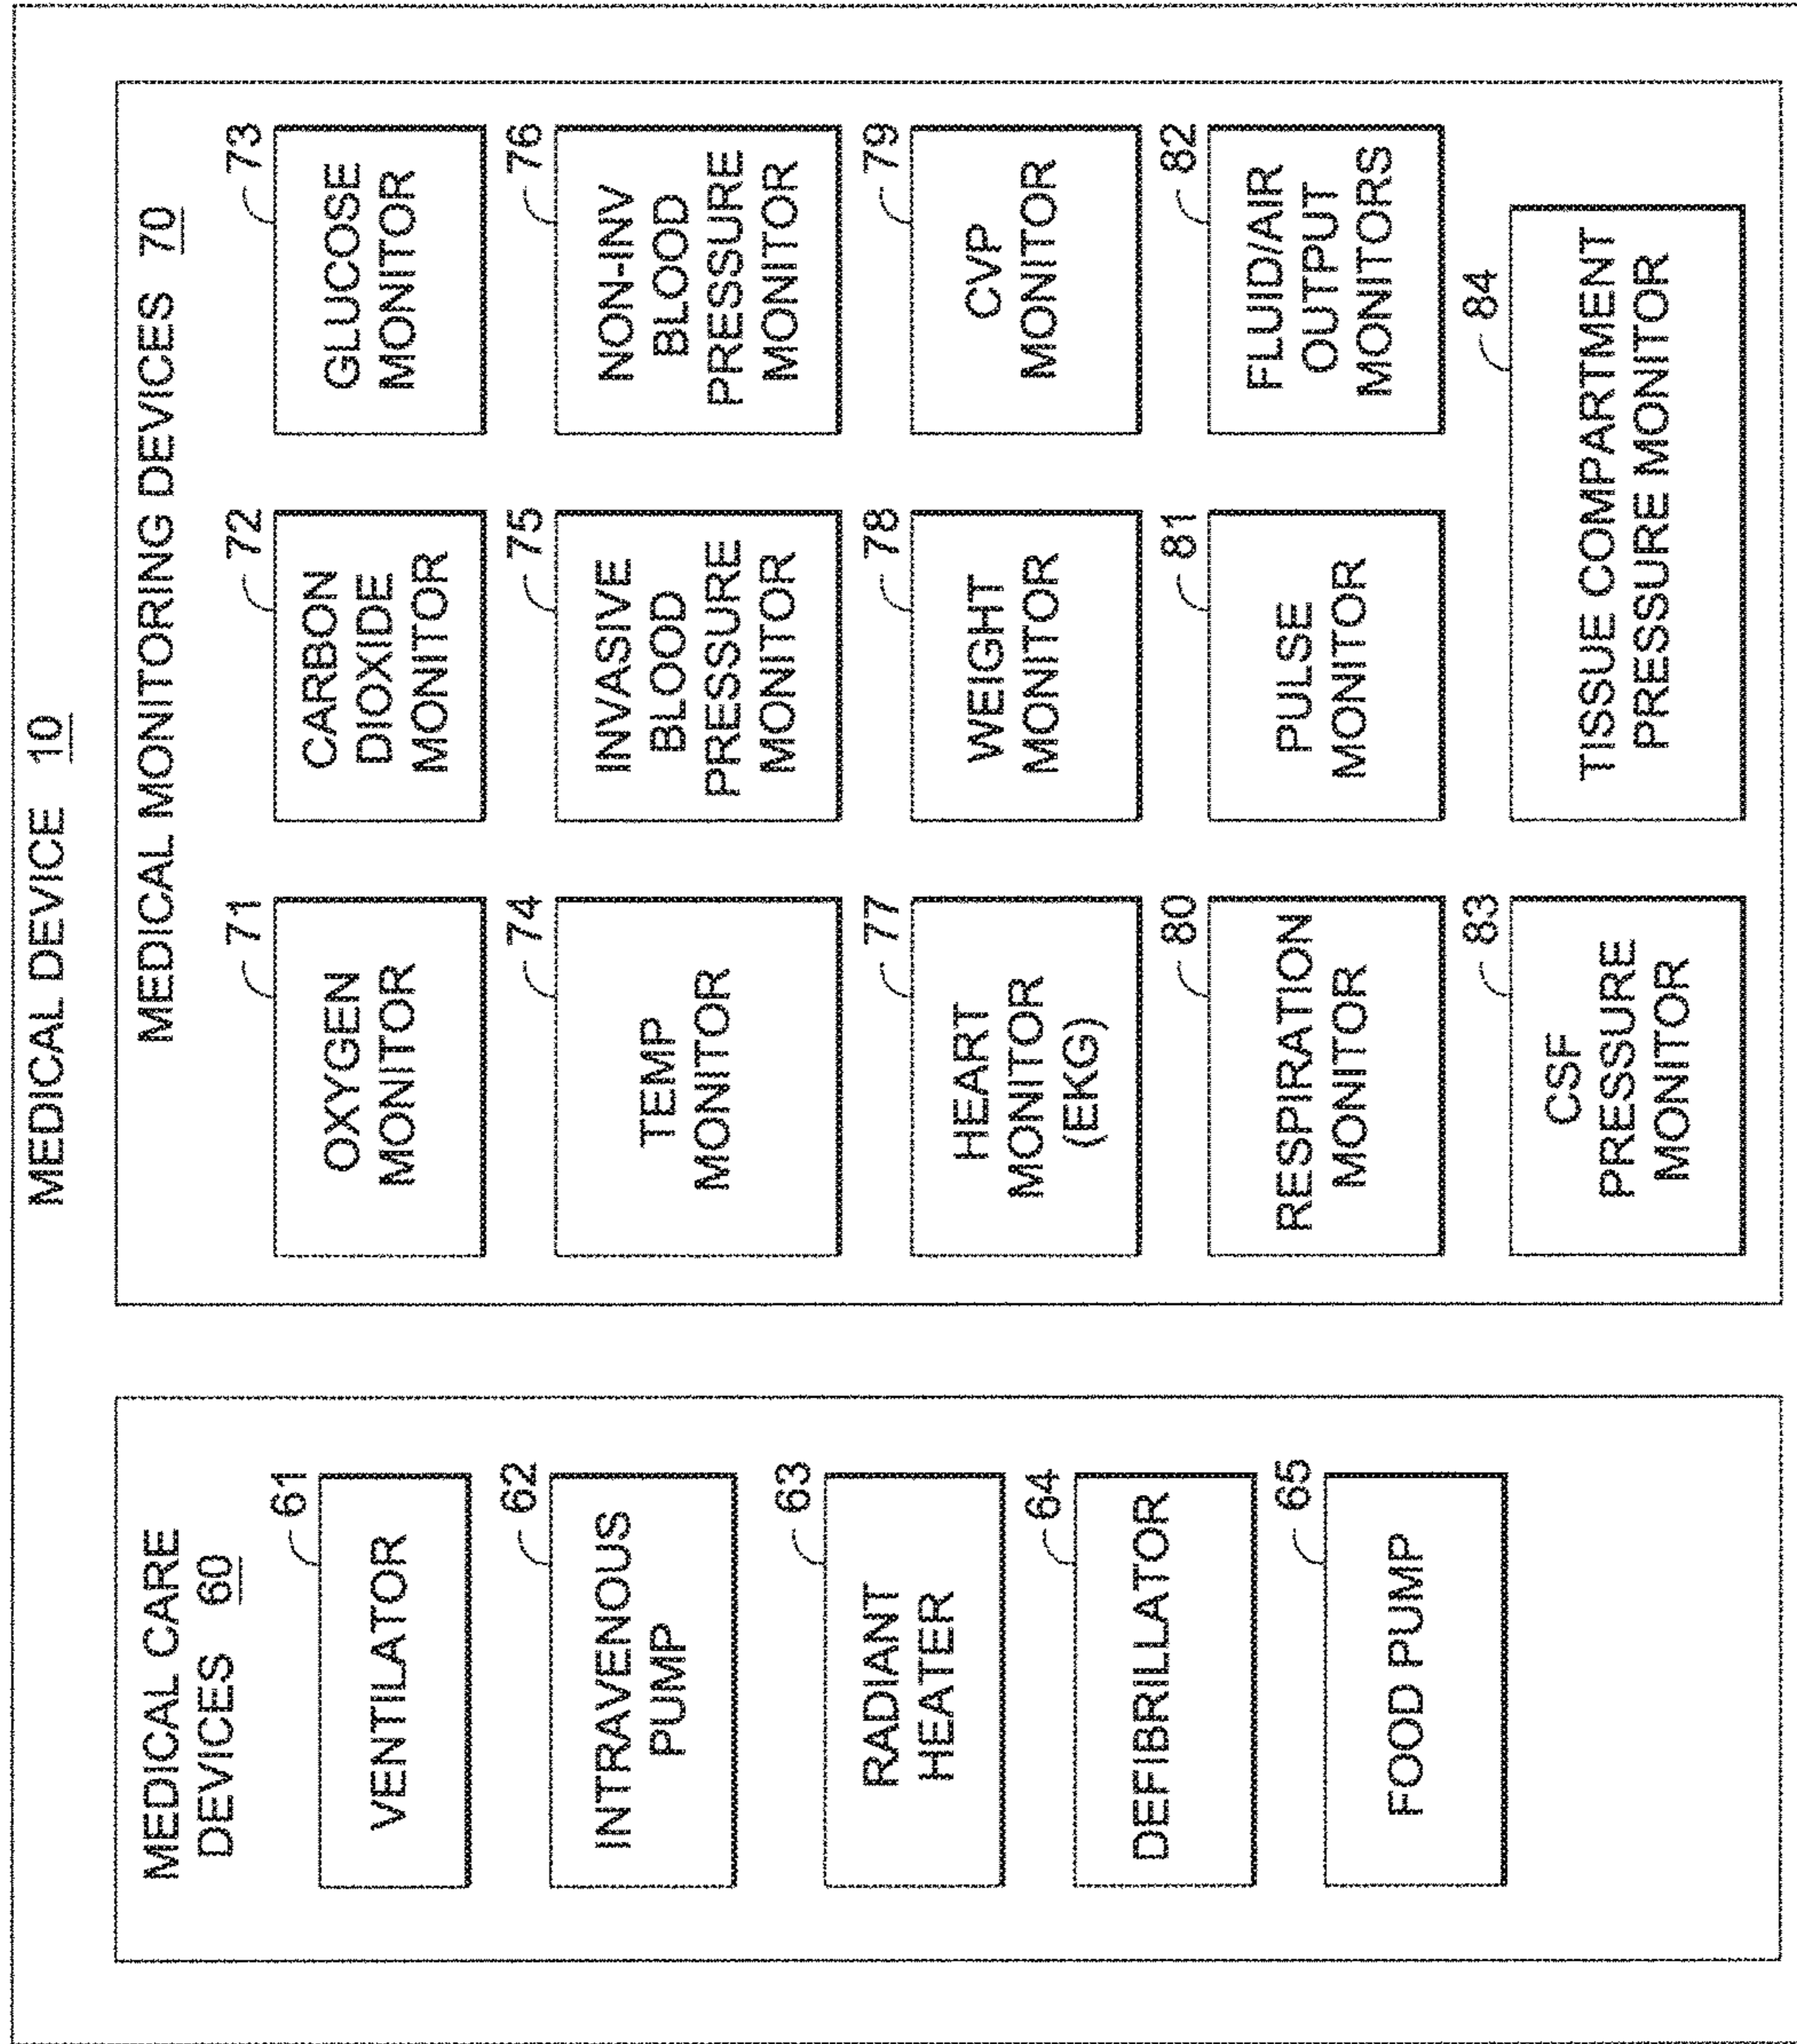 MEDICAL DEVICE 10
MEDICAL CARE
DEVICES 60
61
VENTILATOR
62
INTRAVENOUS
PUMP
63
RADIANT
HEATER
64
DEFIBRILLATOR
65
FOOD PUMP
MEDICAL MONITORING DEVICES 70
71
OXYGEN
MONITOR
72
CARBON
DIOXIDE
MONITOR
73
GLUCOSE
MONITOR
74
TEMP
MONITOR
75
INVASIVE
BLOOD
PRESSURE
MONITOR
76
NON-INV
BLOOD
PRESSURE
MONITOR
77
HEART
MONITOR
(EKG)
78
WEIGHT
MONITOR
79
CVP
MONITOR
80
RESPIRATION
MONITOR
81
PULSE
MONITOR
82
FLUID/AIR
OUTPUT
MONITORS
83
CSF
PRESSURE
MONITOR
84
TISSUE COMPARTMENT
PRESSURE MONITOR